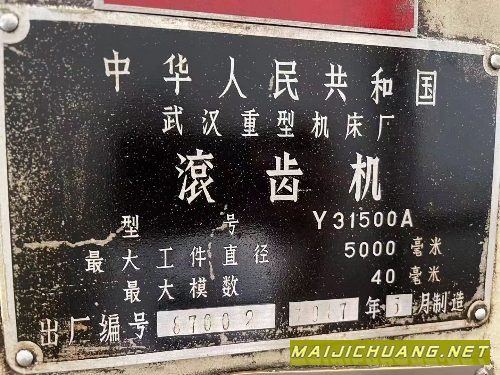 中华人民共和国
武汉重型机床厂
滚齿机
型号 Y31500A
最大工件直径 5000 毫米
最大模数 40 毫米
出厂编号 87002 年 月制造
MAIJICHUANG.NET